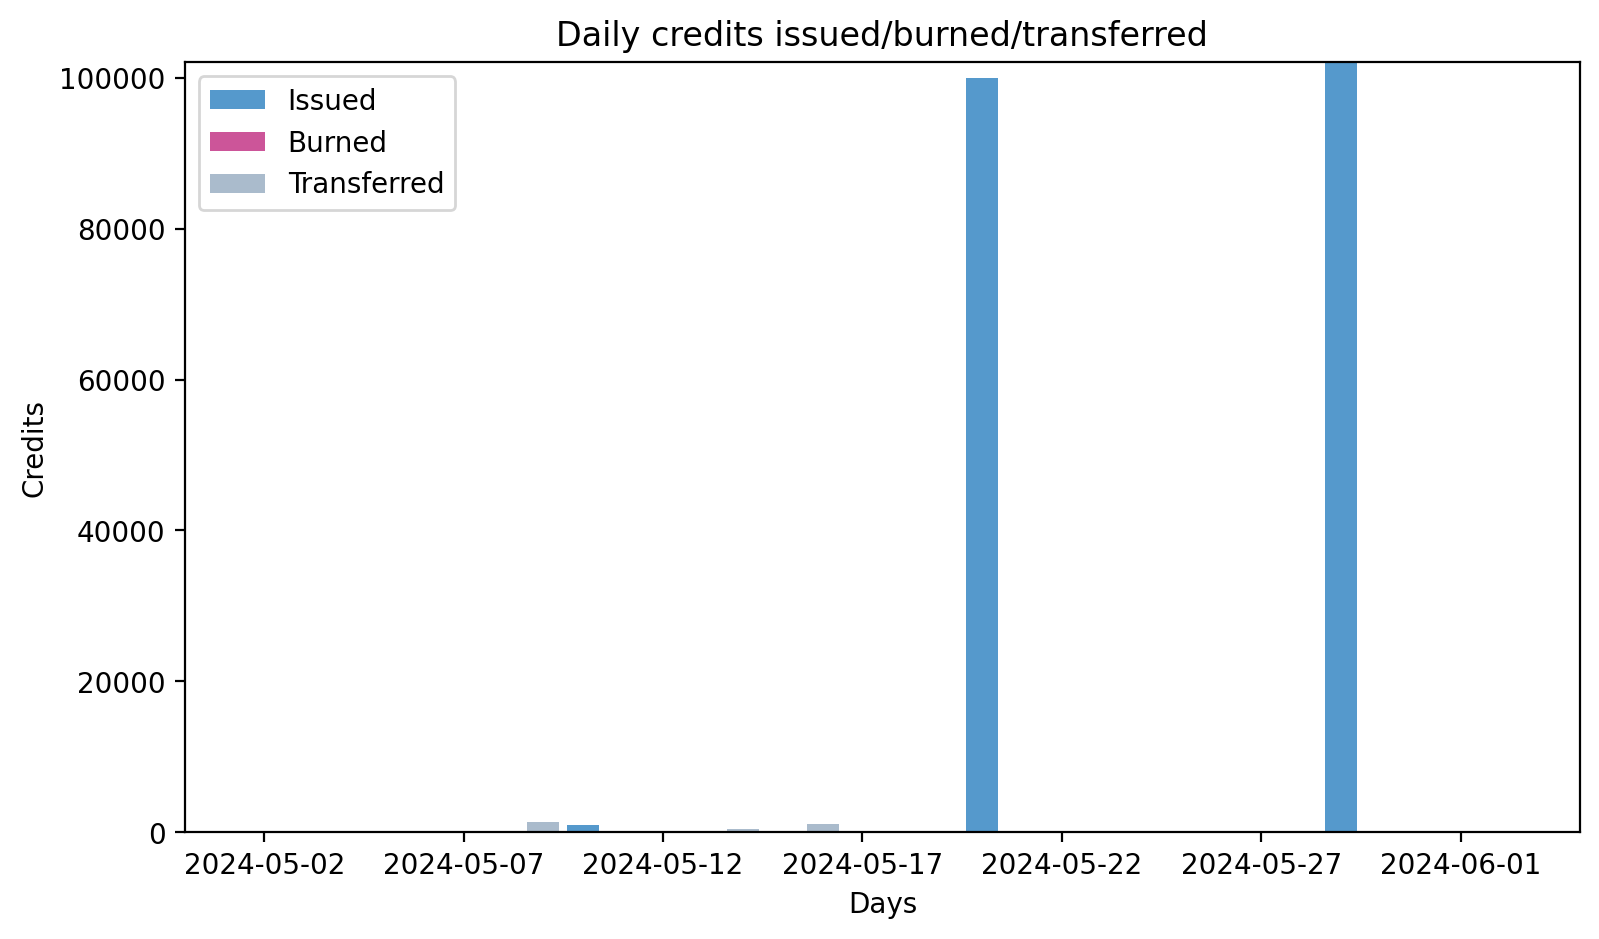 Daily credits issued/burned/transferred
100000
80000
60000
40000
20000
0
Credits
Issued
Burned
Transferred
2024-05-02 2024-05-07 2024-05-12 2024-05-17 2024-05-22 2024-05-27 2024-06-01
Days